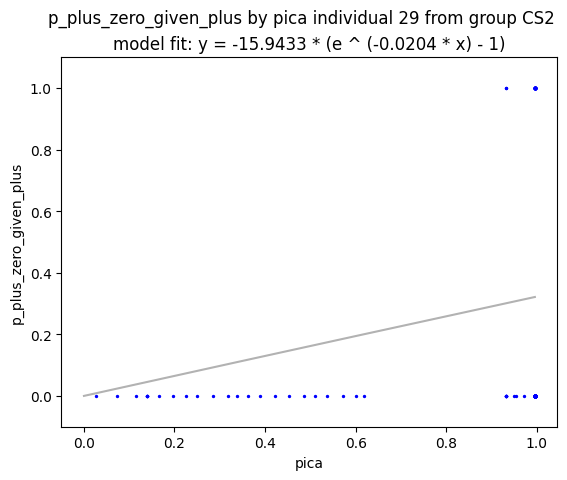 p_plus_zero_given_plus by pica individual 29 from group CS2
model fit: y = -15.9433 * (e ^ (-0.0204 * x) - 1)
1.0
0.8
0.6
0.4
0.2
0.0
p_plus_zero_given_plus
0.0 0.2 0.4 0.6 0.8 1.0
pica